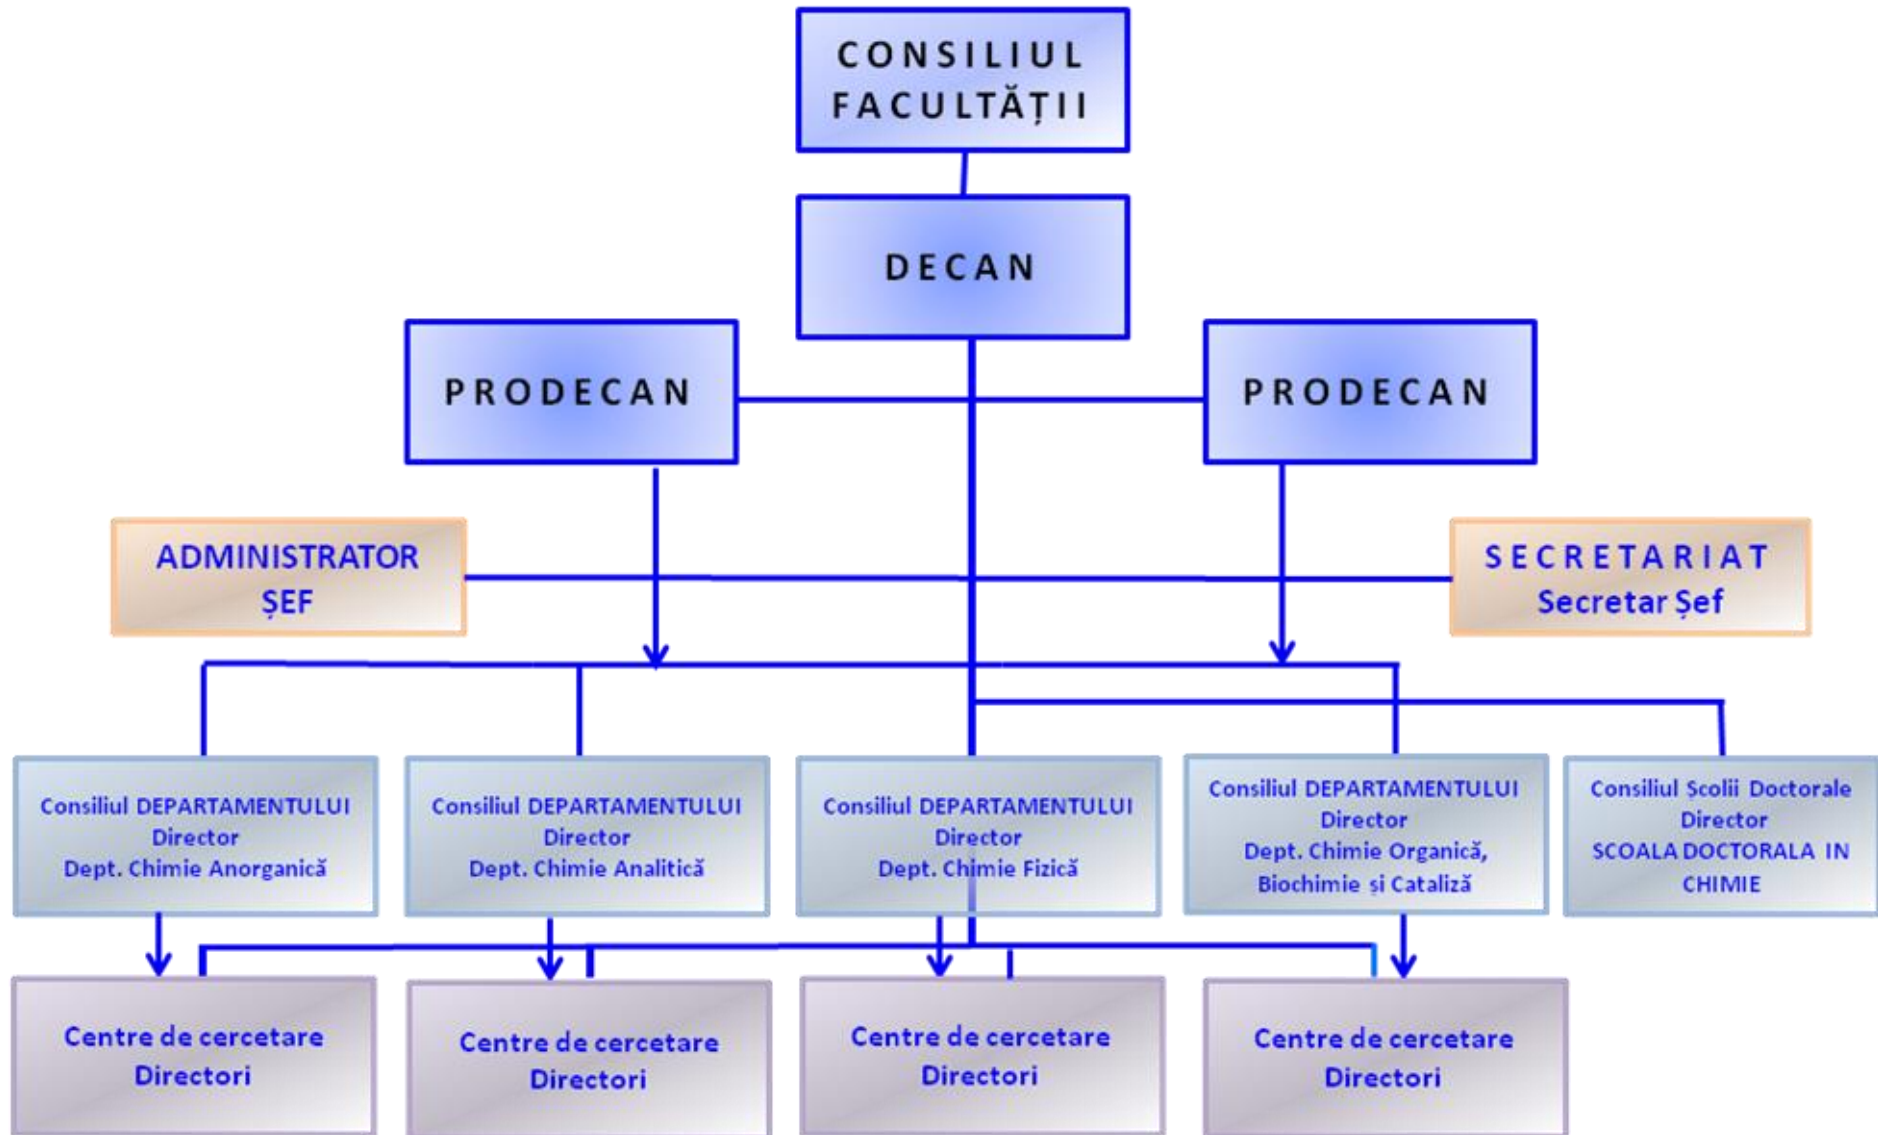 CONSILIUL
FACULTĂȚII
DECAN
PRODECAN
PRODECAN
ADMINISTRATOR
ȘEF
SECRETARIAT
Secretar Șef
Consiliul DEPARTAMENTULUI
Director
Dept. Chimie Anorganică
Consiliul DEPARTAMENTULUI
Director
Dept. Chimie Analitică
Consiliul DEPARTAMENTULUI
Director
Dept. Chimie Fizică
Consiliul DEPARTAMENTULUI
Director
Dept. Chimie Organică,
Biochimie și Cataliză
Consiliul Școlii Doctorale
Director
SCOALA DOCTORALA IN
CHIMIE
Centre de cercetare
Directori
Centre de cercetare
Directori
Centre de cercetare
Directori
Centre de cercetare
Directori